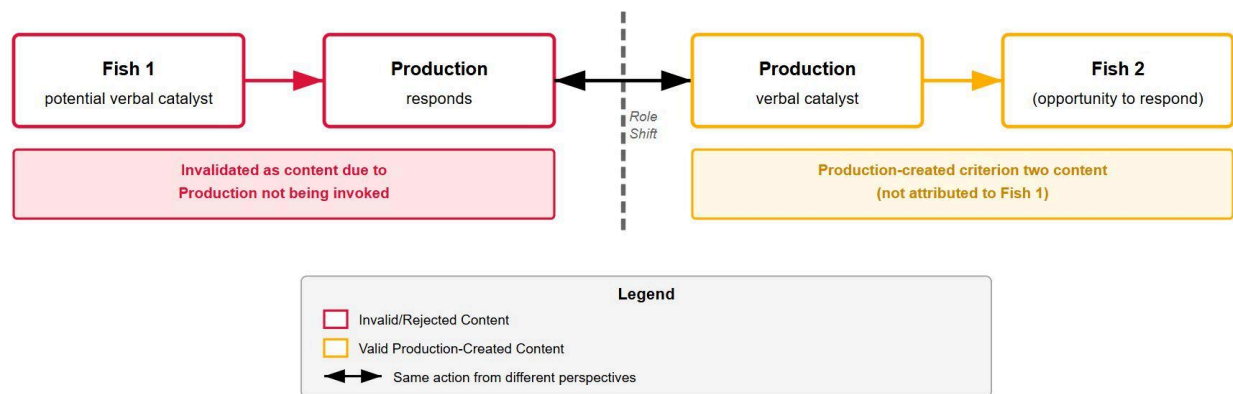 Fish 1
potential verbal catalyst
Production
responds
Role
Shift
Production
verbal catalyst
Fish 2
(opportunity to respond)
Invalidated as content due to
Production not being invoked
Production-created criterion two content
(not attributed to Fish 1)
Legend
Invalid/Rejected Content
Valid Production-Created Content
Same action from different perspectives